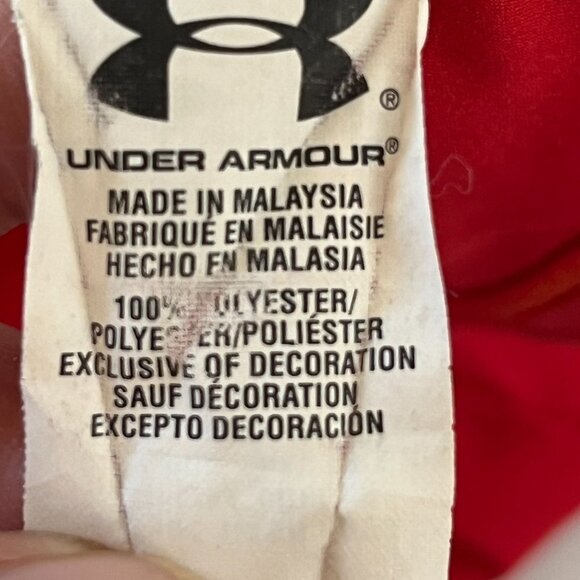 ®
UNDER ARMOUR®
MADE IN MALAYSIA
FABRIQUÉ EN MALAISIE
HECHO EN MALASIA
100% POLYESTER/
POLYESTER/POLIÉSTER
EXCLUSIVE OF DECORATION
SAUF DÉCORATION
EXCEPTO DECORACIÓN